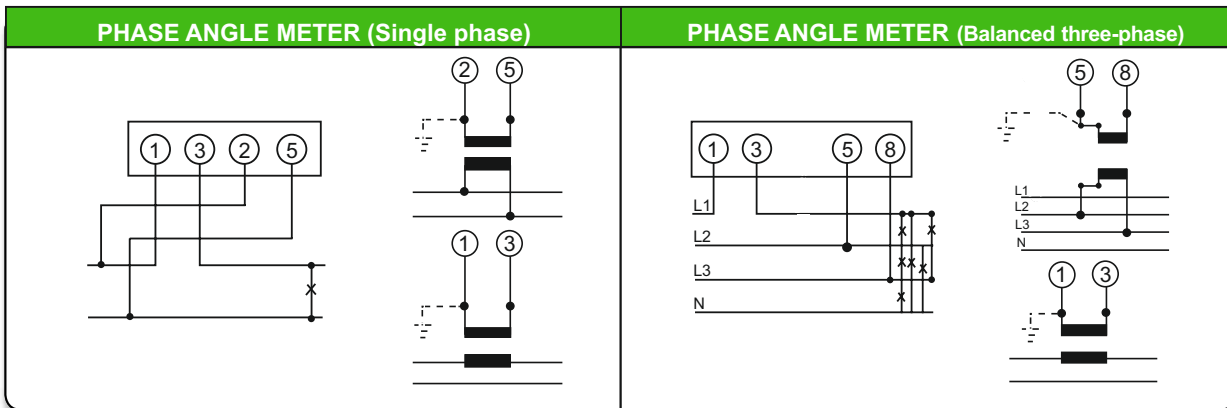 PHASE ANGLE METER (Single phase)
2 5
1 3 2 5
1 3
PHASE ANGLE METER (Balanced three-phase)
5 8
1 3 5 8
L1
L2
L3
N
L1
L2
L3
N
1 3